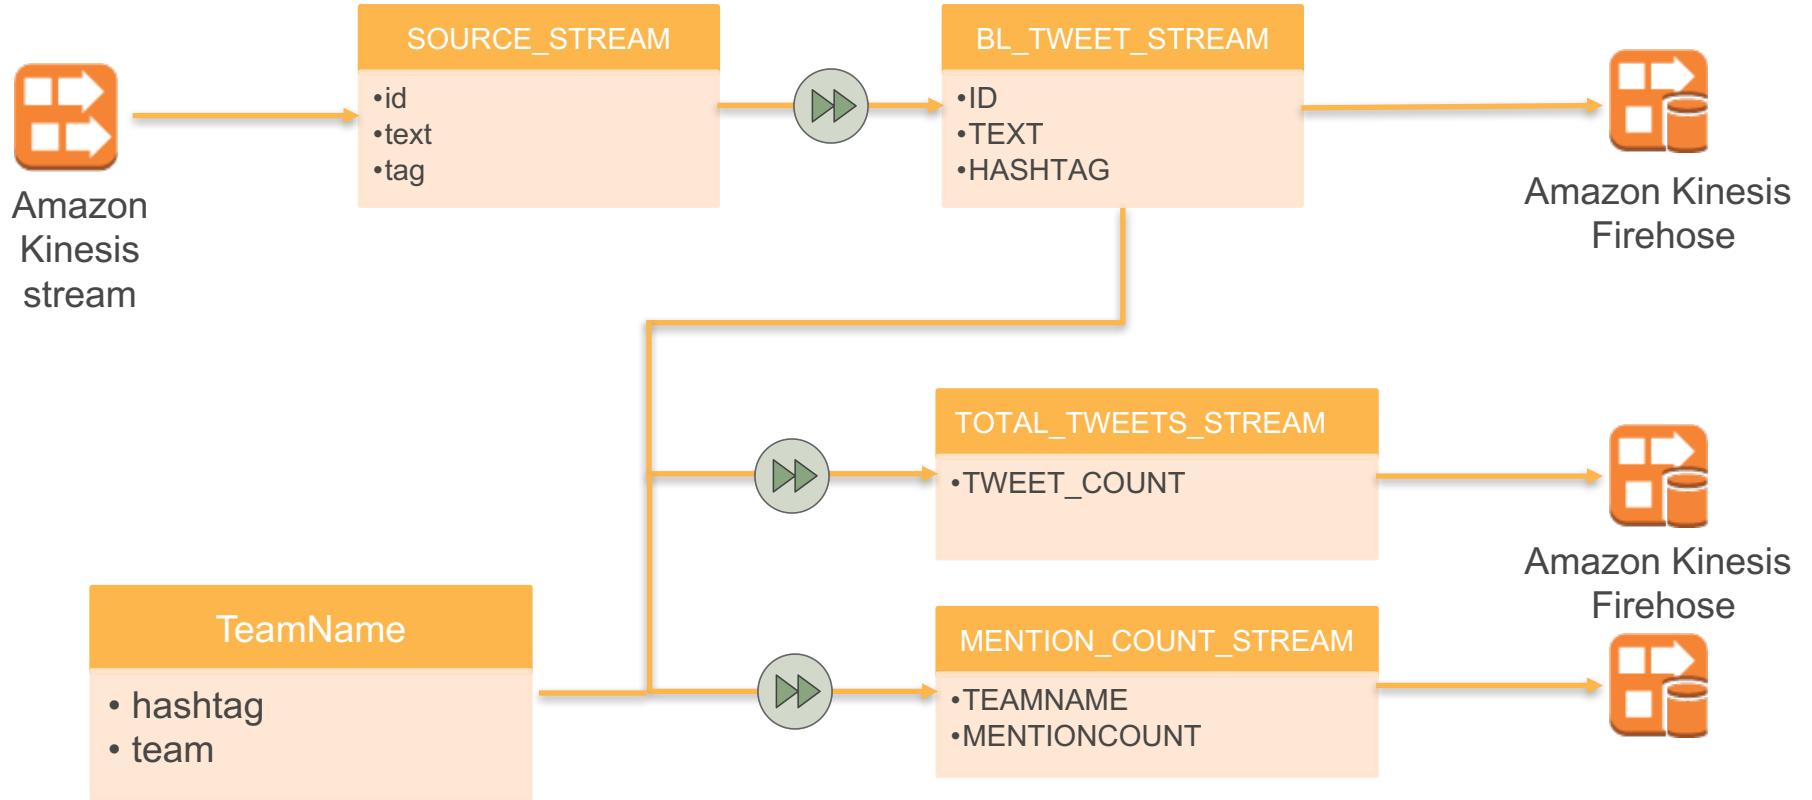 SOURCE_STREAM
•id
•text
•tag
BL_TWEET_STREAM
•ID
•TEXT
•HASHTAG
Amazon
Kinesis
stream
Amazon Kinesis
Firehose
TOTAL_TWEETS_STREAM
•TWEET_COUNT
Amazon Kinesis
Firehose
TeamName
• hashtag
• team
MENTION_COUNT_STREAM
•TEAMNAME
•MENTIONCOUNT